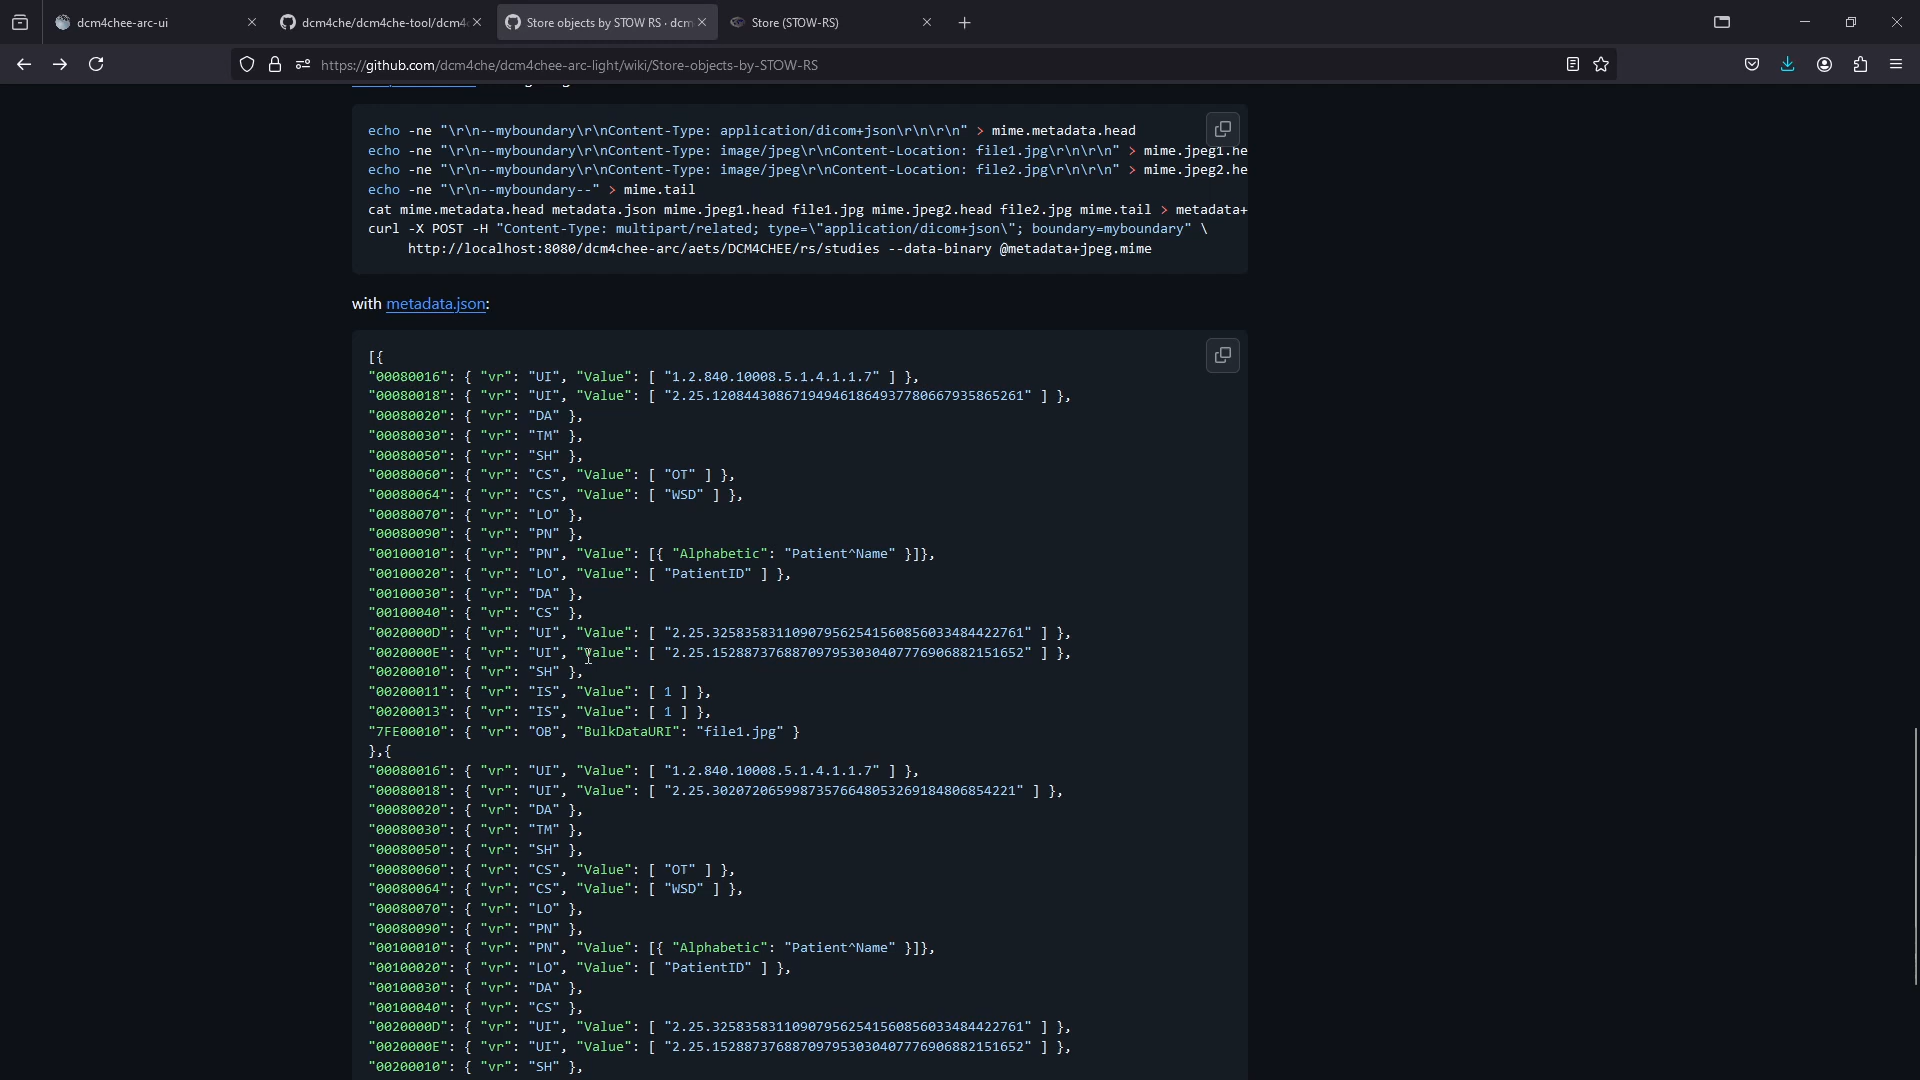 dcm4chee-arc-ui
dcm4che/dcm4che-tool/dcm4
Store objects by STOW RS · dcm
Store (STOW-RS)
https://github.com/dcm4che/dcm4chee-arc-light/wiki/Store-objects-by-STOW-RS
echo -ne "\r\n--myboundary\r\nContent-Type: application/dicom+json\r\n\r\n" > mime.metadata.head
echo -ne "\r\n--myboundary\r\nContent-Type: image/jpeg\r\nContent-Location: file1.jpg\r\n\r\n" > mime.jpeg1.he
echo -ne "\r\n--myboundary\r\nContent-Type: image/jpeg\r\nContent-Location: file2.jpg\r\n\r\n" > mime.jpeg2.he
echo -ne "\r\n--myboundary--" > mime.tail
cat mime.metadata.head metadata.json mime.jpeg1.head file1.jpg mime.jpeg2.head file2.jpg mime.tail > metadata+
curl -X POST -H "Content-Type: multipart/related; type=\"application/dicom+json\"; boundary=myboundary" \
http://localhost:8080/dcm4chee-arc/aets/DCM4CHEE/rs/studies --data-binary @metadata+jpeg.mime
with metadata.json:
[{
"00080016": { "vr": "UI", "Value": [ "1.2.840.10008.5.1.4.1.1.7" ] },
"00080018": { "vr": "UI", "Value": [ "2.25.120844308671949461864937780667935865261" ] },
"00080020": { "vr": "DA" },
"00080030": { "vr": "TM" },
"00080050": { "vr": "SH" },
"00080060": { "vr": "CS", "Value": [ "OT" ] },
"00080064": { "vr": "CS", "Value": [ "WSD" ] },
"00080070": { "vr": "LO" },
"00080090": { "vr": "PN" },
"00100010": { "vr": "PN", "Value": [{ "Alphabetic": "Patient^Name" }]},
"00100020": { "vr": "LO", "Value": [ "PatientID" ] },
"00100030": { "vr": "DA" },
"00100040": { "vr": "CS" },
"0020000D": { "vr": "UI", "Value": [ "2.25.325835831109079562541560856033484422761" ] },
"0020000E": { "vr": "UI", "Value": [ "2.25.152887376887097953030407776906882151652" ] },
"00200010": { "vr": "SH" },
"00200011": { "vr": "IS", "Value": [ 1 ] },
"00200013": { "vr": "IS", "Value": [ 1 ] },
"7FE00010": { "vr": "OB", "BulkDataURI": "file1.jpg" }
},{
"00080016": { "vr": "UI", "Value": [ "1.2.840.10008.5.1.4.1.1.7" ] },
"00080018": { "vr": "UI", "Value": [ "2.25.30207206599873576648053269184806854221" ] },
"00080020": { "vr": "DA" },
"00080030": { "vr": "TM" },
"00080050": { "vr": "SH" },
"00080060": { "vr": "CS", "Value": [ "OT" ] },
"00080064": { "vr": "CS", "Value": [ "WSD" ] },
"00080070": { "vr": "LO" },
"00080090": { "vr": "PN" },
"00100010": { "vr": "PN", "Value": [{ "Alphabetic": "Patient^Name" }]},
"00100020": { "vr": "LO", "Value": [ "PatientID" ] },
"00100030": { "vr": "DA" },
"00100040": { "vr": "CS" },
"0020000D": { "vr": "UI", "Value": [ "2.25.325835831109079562541560856033484422761" ] },
"0020000E": { "vr": "UI", "Value": [ "2.25.152887376887097953030407776906882151652" ] },
"00200010": { "vr": "SH" },